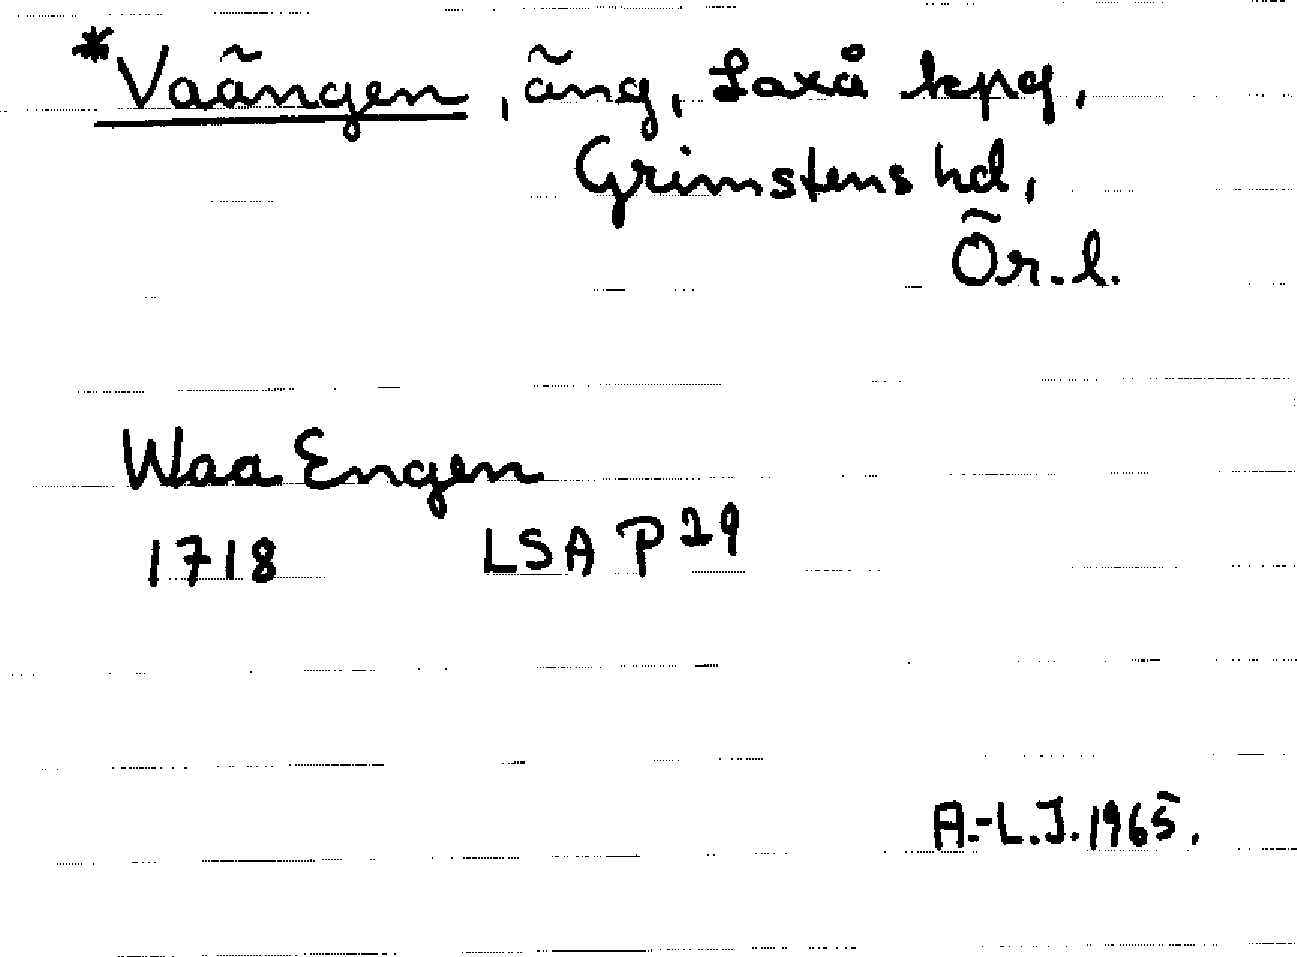 *Vaängen, äng, Laxå kpg,
Grimstens hd,
Ör. l.
Waa Engen
1718 LSA P 29
A.-L.J. 1965.